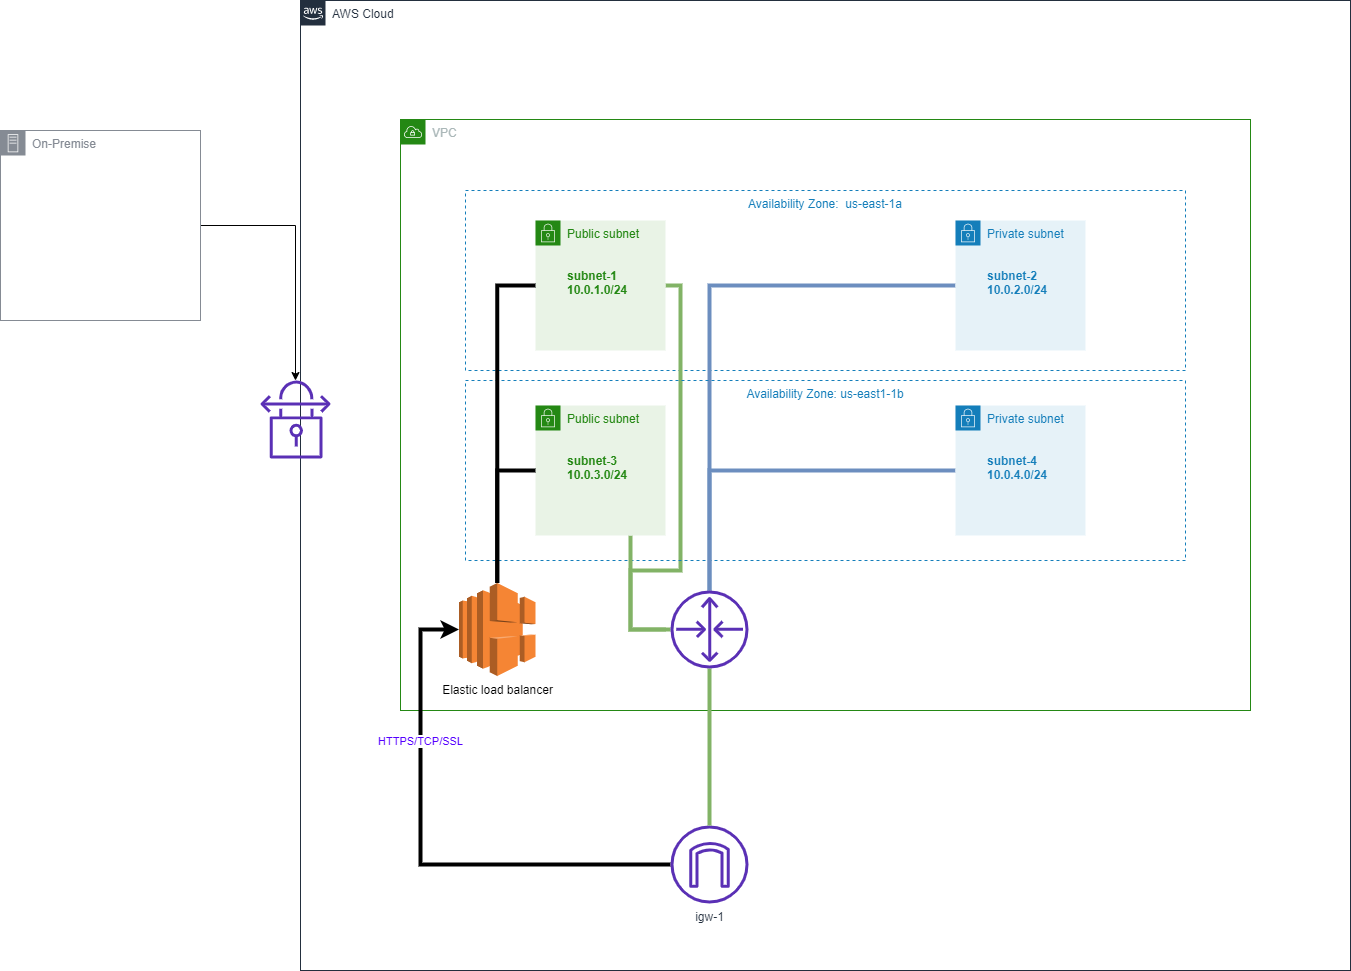 aws
AWS Cloud
On-Premise
VPC
Availability Zone:  us-east-1a
Public subnet
subnet-1
10.0.1.0/24
Private subnet
subnet-2
10.0.2.0/24
Availability Zone: us-east1-1b
Public subnet
subnet-3
10.0.3.0/24
Private subnet
subnet-4
10.0.4.0/24
Elastic load balancer
HTTPS/TCP/SSL
igw-1